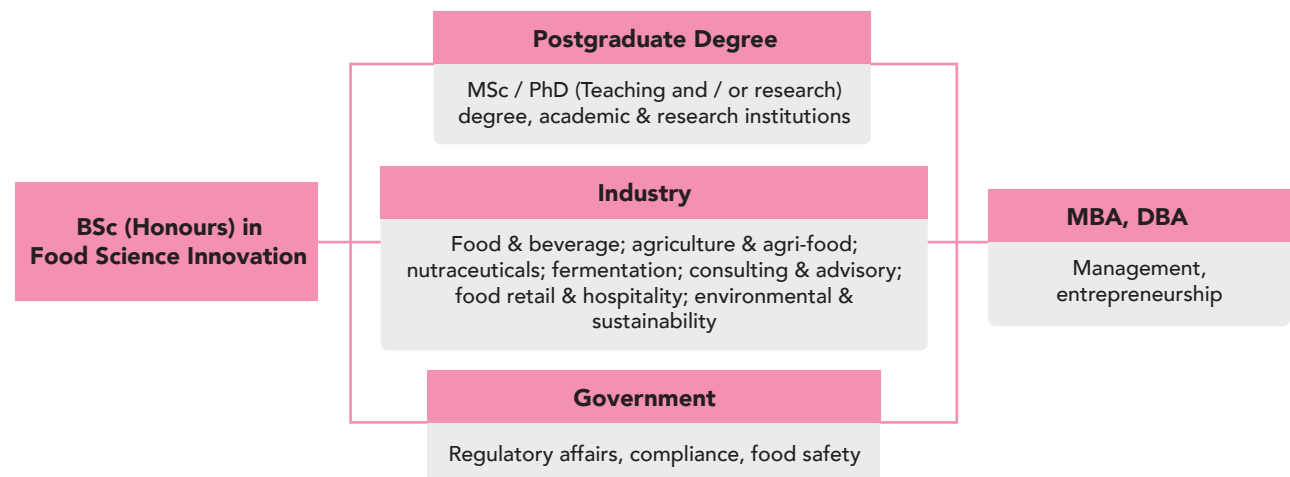 Postgraduate Degree
MSc / PhD (Teaching and / or research)
degree, academic & research institutions
BSc (Honours) in
Food Science Innovation
Industry
Food & beverage; agriculture & agri-food;
nutraceuticals; fermentation; consulting & advisory;
food retail & hospitality; environmental &
sustainability
Government
Regulatory affairs, compliance, food safety
MBA, DBA
Management,
entrepreneurship